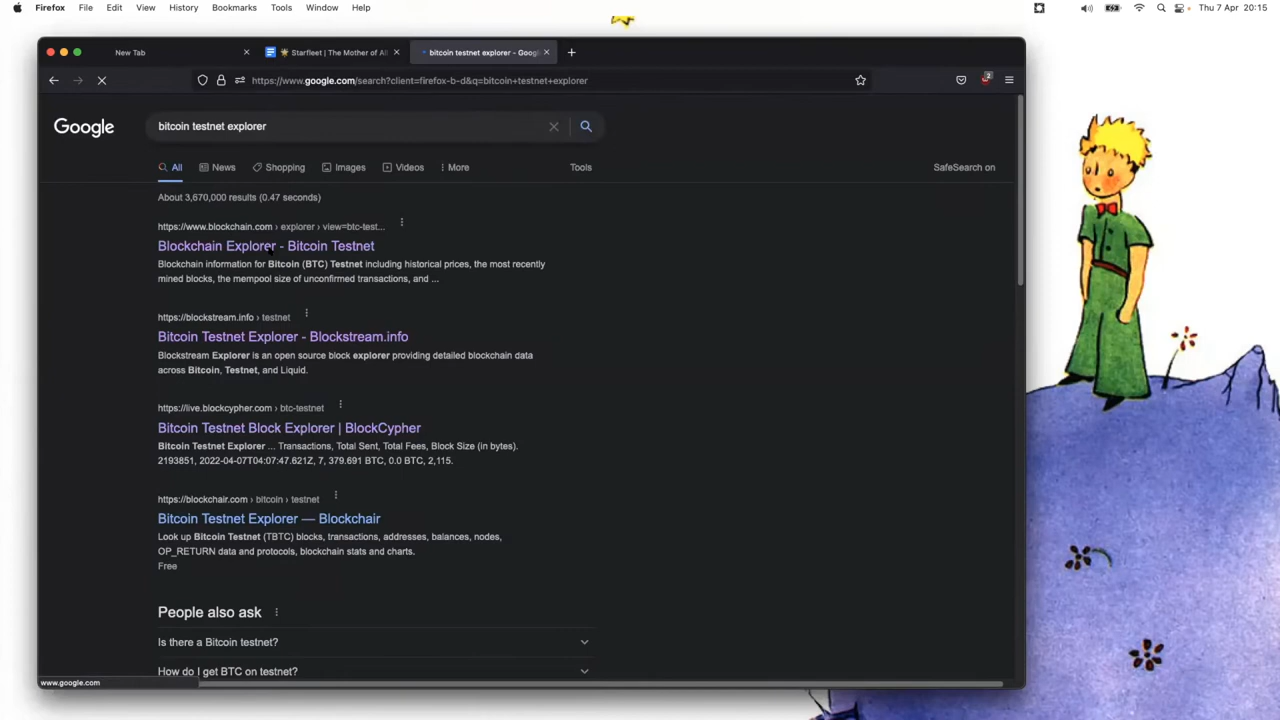 Firefox File Edit View History Bookmarks Tools Window Help Thu 7 Apr 20:15
New Tab Starfleet | The Mother of All bitcoin testnet explorer - Goog
https://www.google.com/search?client=firefox-b-d&q=bitcoin+testnet+explorer 2
Google bitcoin testnet explorer
All News Shopping Images Videos More Tools SafeSearch on
About 3,670,000 results (0.47 seconds)
https://www.blockchain.com › explorer › view=btc-test...
Blockchain Explorer - Bitcoin Testnet
Blockchain information for Bitcoin (BTC) Testnet including historical prices, the most recently
mined blocks, the mempool size of unconfirmed transactions, and ...
https://blockstream.info › testnet
Bitcoin Testnet Explorer - Blockstream.info
Blockstream Explorer is an open source block explorer providing detailed blockchain data
across Bitcoin, Testnet, and Liquid.
https://live.blockcypher.com › btc-testnet
Bitcoin Testnet Block Explorer | BlockCypher
Bitcoin Testnet Explorer ... Transactions, Total Sent, Total Fees, Block Size (in bytes).
2193851, 2022-04-07T04:07:47.621Z, 7, 379.691 BTC, 0.0 BTC, 2,115.
https://blockchair.com › bitcoin › testnet
Bitcoin Testnet Explorer — Blockchair
Look up Bitcoin Testnet (TBTC) blocks, transactions, addresses, balances, nodes,
OP_RETURN data and protocols, blockchain stats and charts.
Free
People also ask
Is there a Bitcoin testnet?
How do I get BTC on testnet?
www.google.com